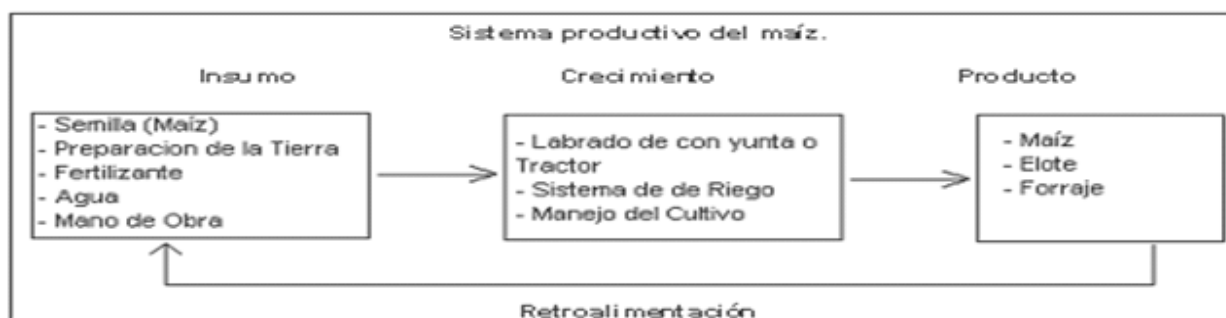 Sistema productivo del maíz.
Insumo
Crecimiento
Producto
- Semilla (Maíz)
- Preparacion de la Tierra
- Fertilizante
- Agua
- Mano de Obra
- Labrado de con yunta o
Tractor
- Sistema de de Riego
- Manejo del Cultivo
- Maíz
- Elote
- Forraje
Retroalimentación